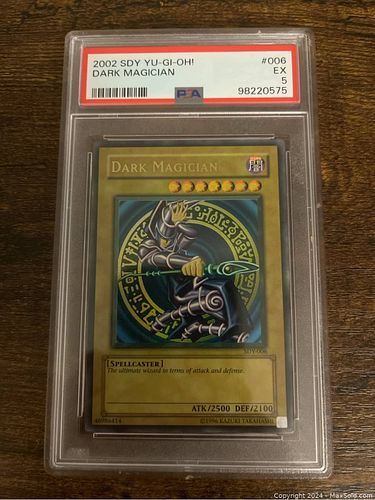 2002 SDY YU-GI-OH! #006
DARK MAGICIAN EX
5
PSA 98220575
DARK MAGICIAN
SDY-006
[SPELLCASTER]
The ultimate wizard in terms of attack and defense.
ATK/2500 DEF/2100
46986414 ©1996 KAZUKI TAKAHASHI
Copyright 2024 - MaxSold.com